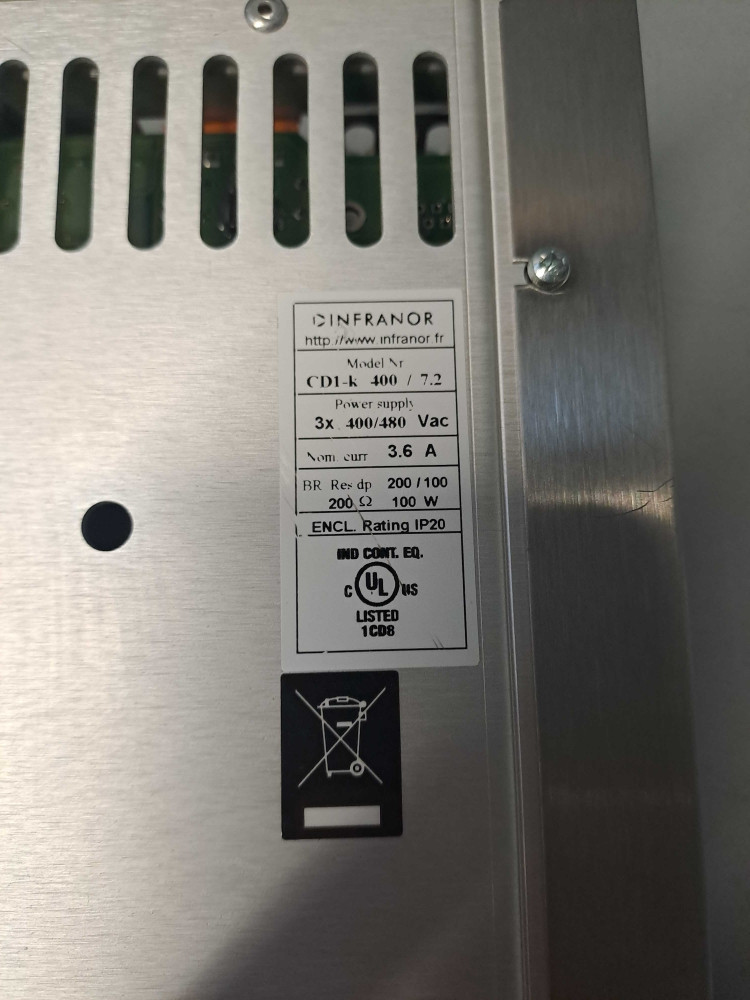 INFRANOR
http://www.infranor.fr
Model Nr
CD1-k 400 / 7.2
Power supply
3x 400/480 Vac
Nom. curr 3.6 A
BR Res dp 200 / 100
200 Ω 100 W
ENCL. Rating IP20
IND CONT. EQ.
C UL US
LISTED
1CD8